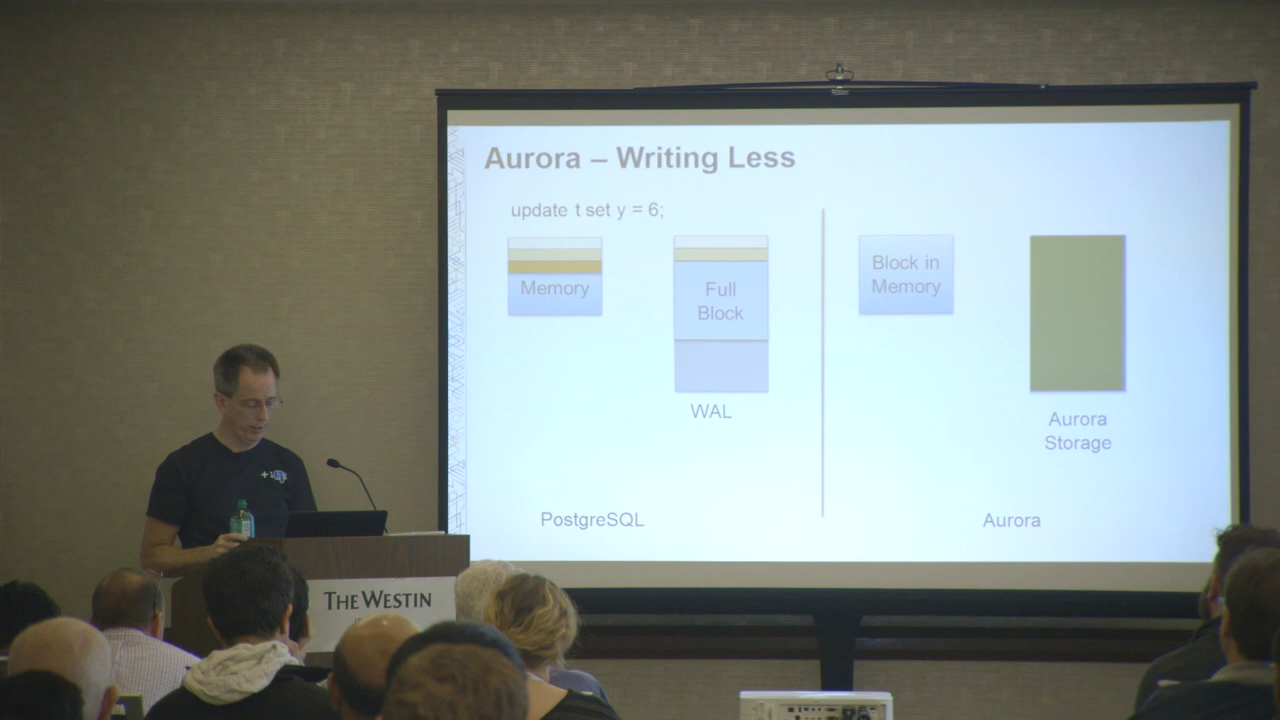 Aurora – Writing Less
update t set y = 6;
Memory
Full
Block
WAL
PostgreSQL
Block in
Memory
Aurora
Storage
Aurora
+1
THE WESTIN